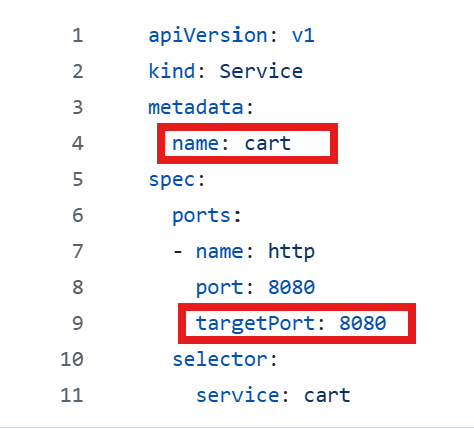 1 apiVersion: v1
2 kind: Service
3 metadata:
4   name: cart
5 spec:
6   ports:
7   - name: http
8     port: 8080
9     targetPort: 8080
10   selector:
11     service: cart